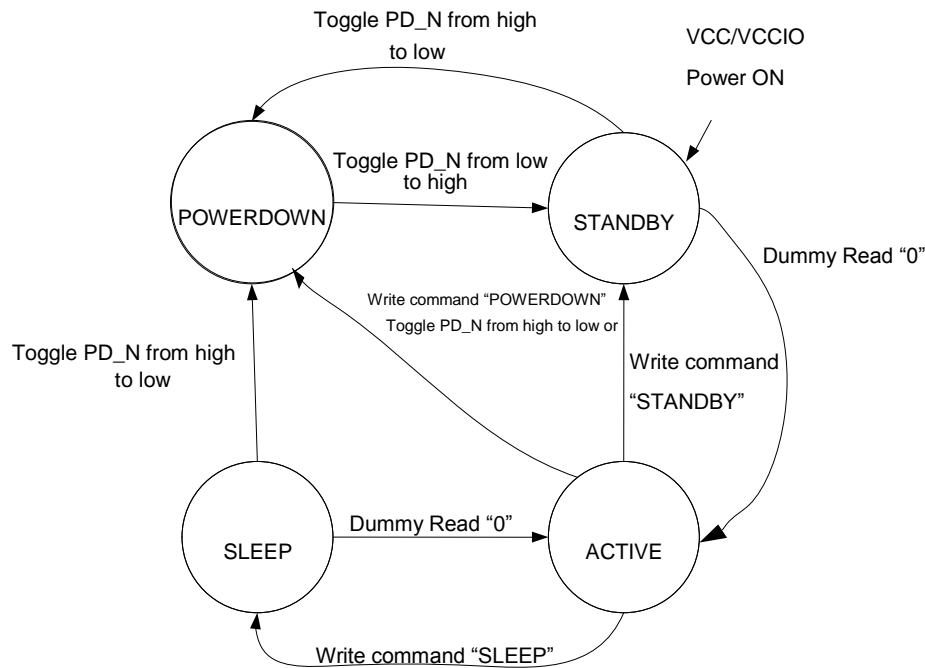 Toggle PD_N from high
to low
VCC/VCCIO
Power ON
Toggle PD_N from low
to high
POWERDOWN
STANDBY
Dummy Read “0”
Write command “POWERDOWN”
Toggle PD_N from high to low or
Toggle PD_N from high
to low
Write command
“STANDBY”
Dummy Read “0”
SLEEP
ACTIVE
Write command “SLEEP”